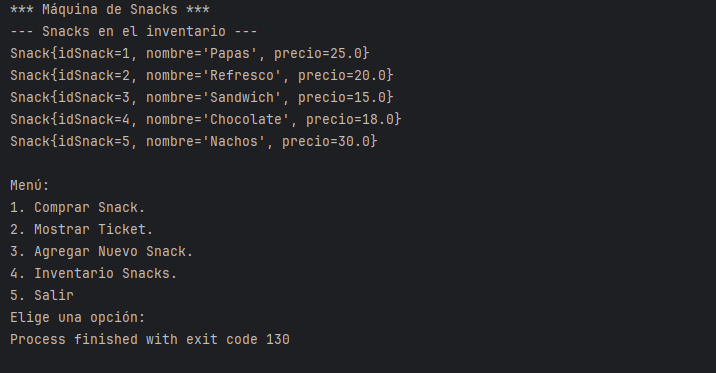 *** Máquina de Snacks ***
--- Snacks en el inventario ---
Snack{idSnack=1, nombre='Papas', precio=25.0}
Snack{idSnack=2, nombre='Refresco', precio=20.0}
Snack{idSnack=3, nombre='Sandwich', precio=15.0}
Snack{idSnack=4, nombre='Chocolate', precio=18.0}
Snack{idSnack=5, nombre='Nachos', precio=30.0}
Menú:
1. Comprar Snack.
2. Mostrar Ticket.
3. Agregar Nuevo Snack.
4. Inventario Snacks.
5. Salir
Elige una opción:
Process finished with exit code 130